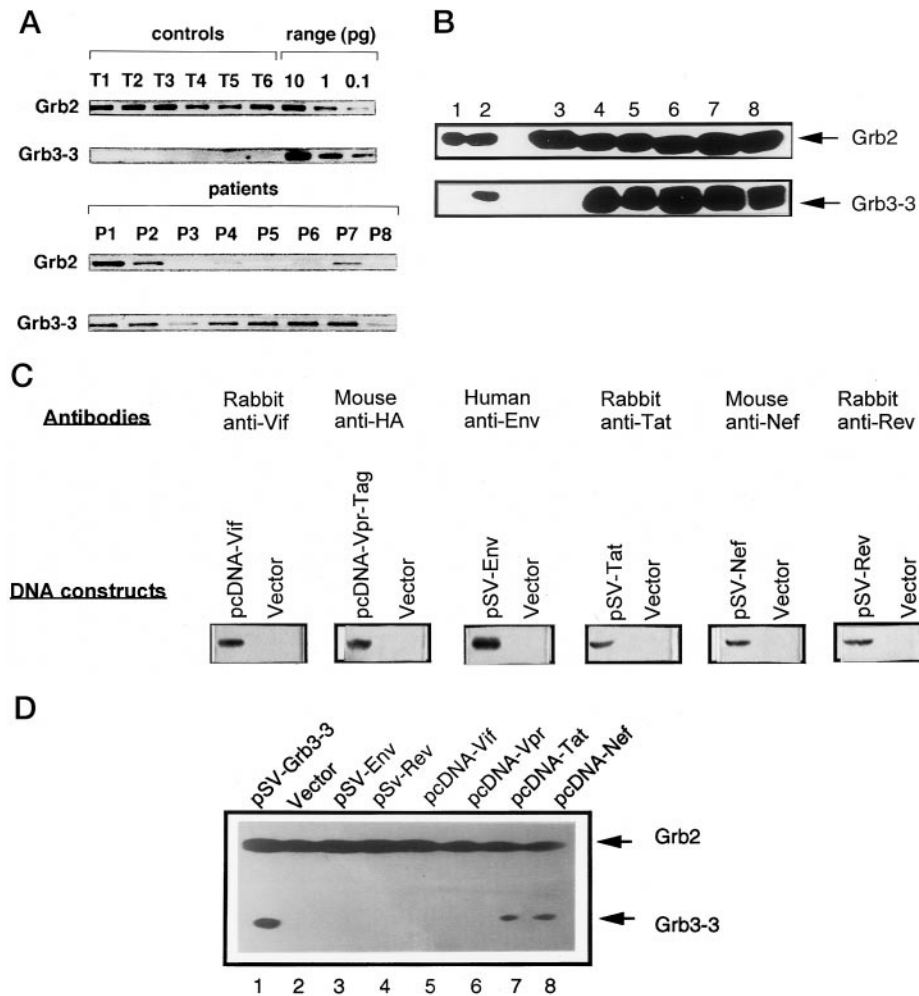 A
controls range (pg)
T1 T2 T3 T4 T5 T6 10 1 0.1
Grb2
Grb3-3
patients
P1 P2 P3 P4 P5 P6 P7 P8
Grb2
Grb3-3
B
1 2 3 4 5 6 7 8
Grb2
Grb3-3
C
Antibodies
Rabbit anti-Vif
Mouse anti-HA
Human anti-Env
Rabbit anti-Tat
Mouse anti-Nef
Rabbit anti-Rev
DNA constructs
pcDNA-Vif
Vector
pcDNA-Vpr-Tag
Vector
pSV-Env
Vector
pSV-Tat
Vector
pSV-Nef
Vector
pSV-Rev
Vector
D
pSV-Grb3-3
Vector
pSV-Env
pSv-Rev
pcDNA-Vif
pcDNA-Vpr
pcDNA-Tat
pcDNA-Nef
Grb2
Grb3-3
1 2 3 4 5 6 7 8